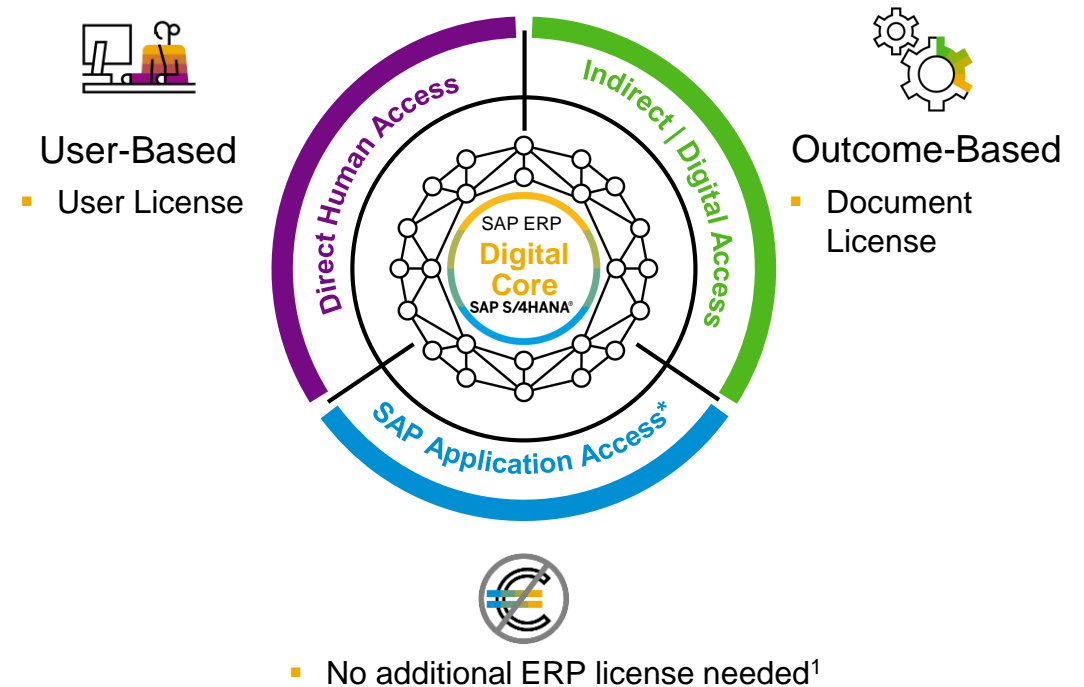 User-Based
▪ User License
Direct Human Access
Indirect | Digital Access
Outcome-Based
▪ Document
License
SAP ERP
Digital
Core
SAP S/4HANA®
SAP Application Access*
▪ No additional ERP license needed¹